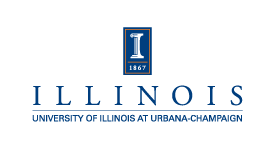 I
1867
ILLINOIS
UNIVERSITY OF ILLINOIS AT URBANA-CHAMPAIGN